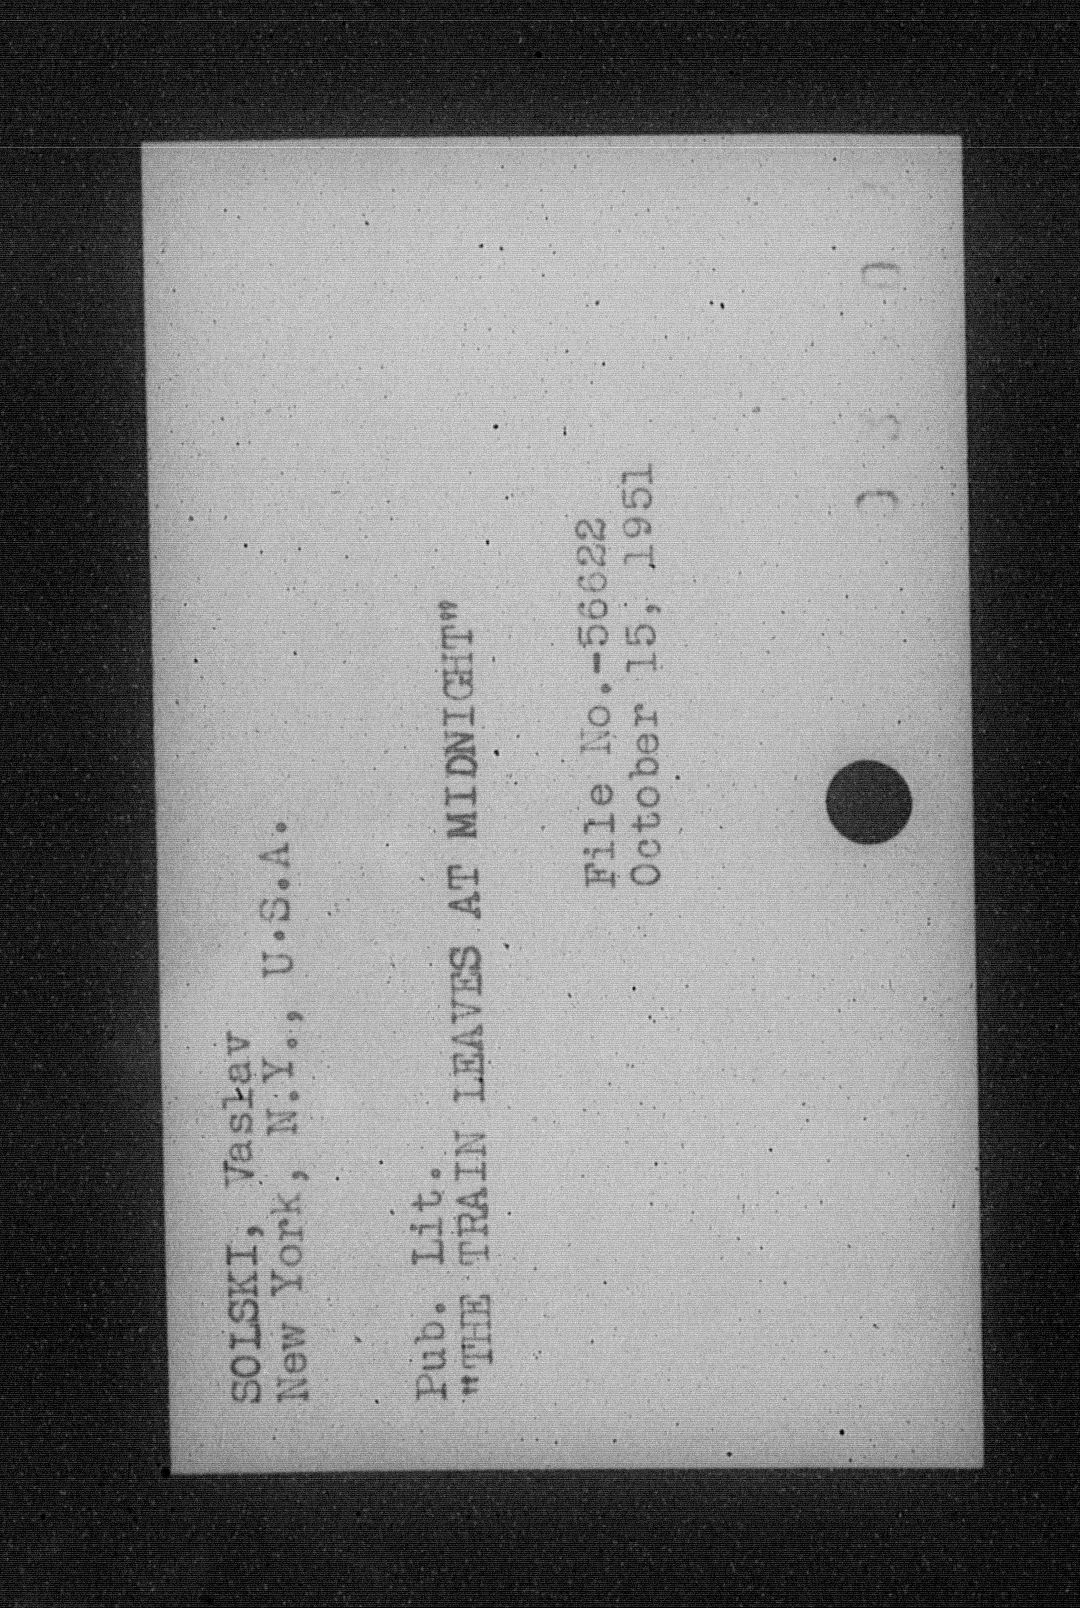 SOLSKI, Vaslav
New York, N.Y., U.S.A.
Pub. Lit.
"THE TRAIN LEAVES AT MIDNIGHT"
File No.-56622
October 15, 1951